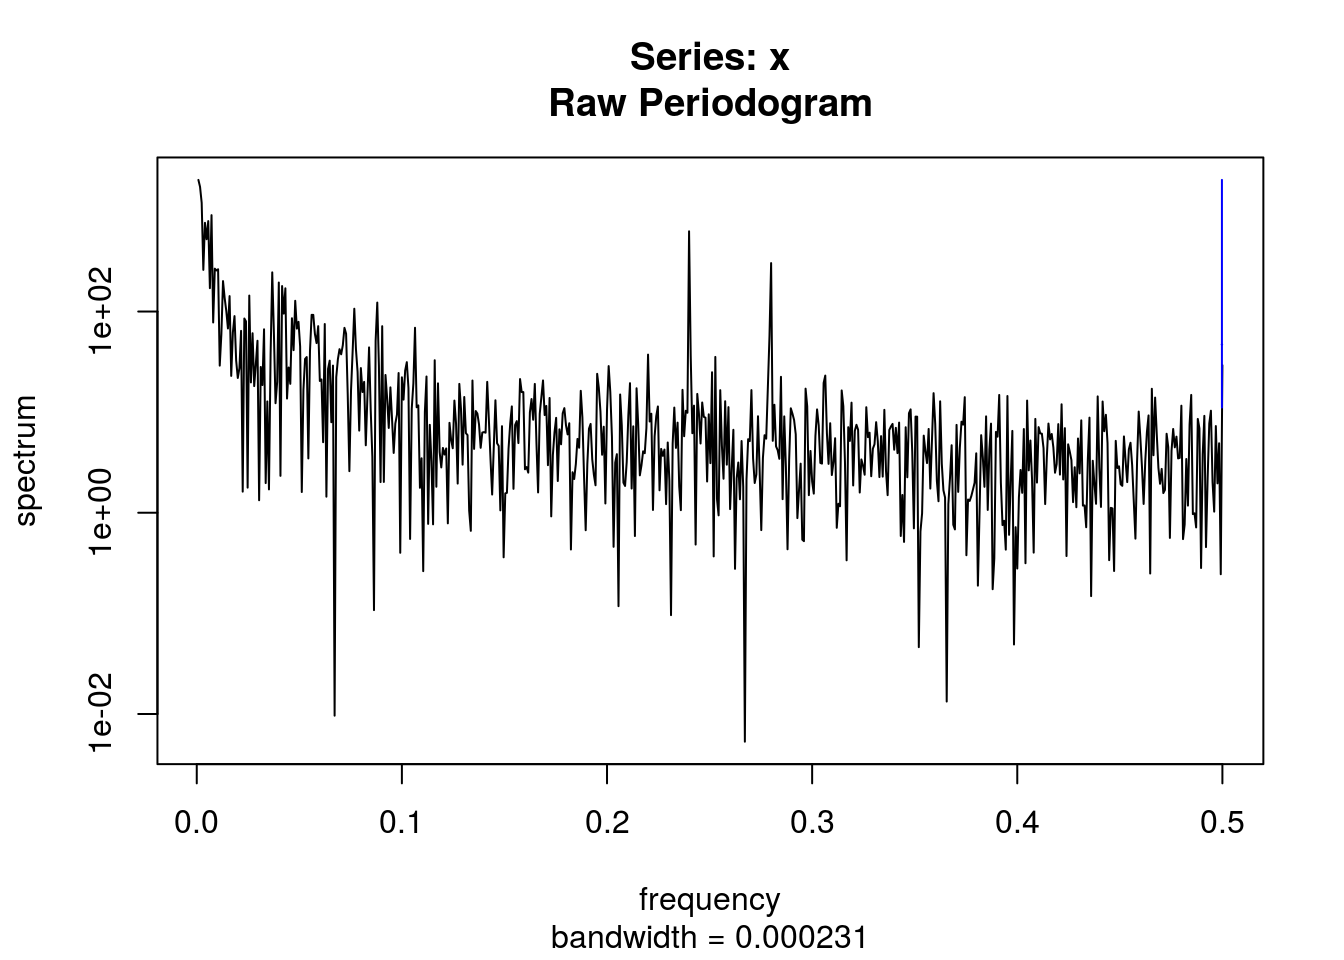 Series: x
Raw Periodogram
spectrum
1e+02
1e+00
1e-02
0.0 0.1 0.2 0.3 0.4 0.5
frequency
bandwidth = 0.000231